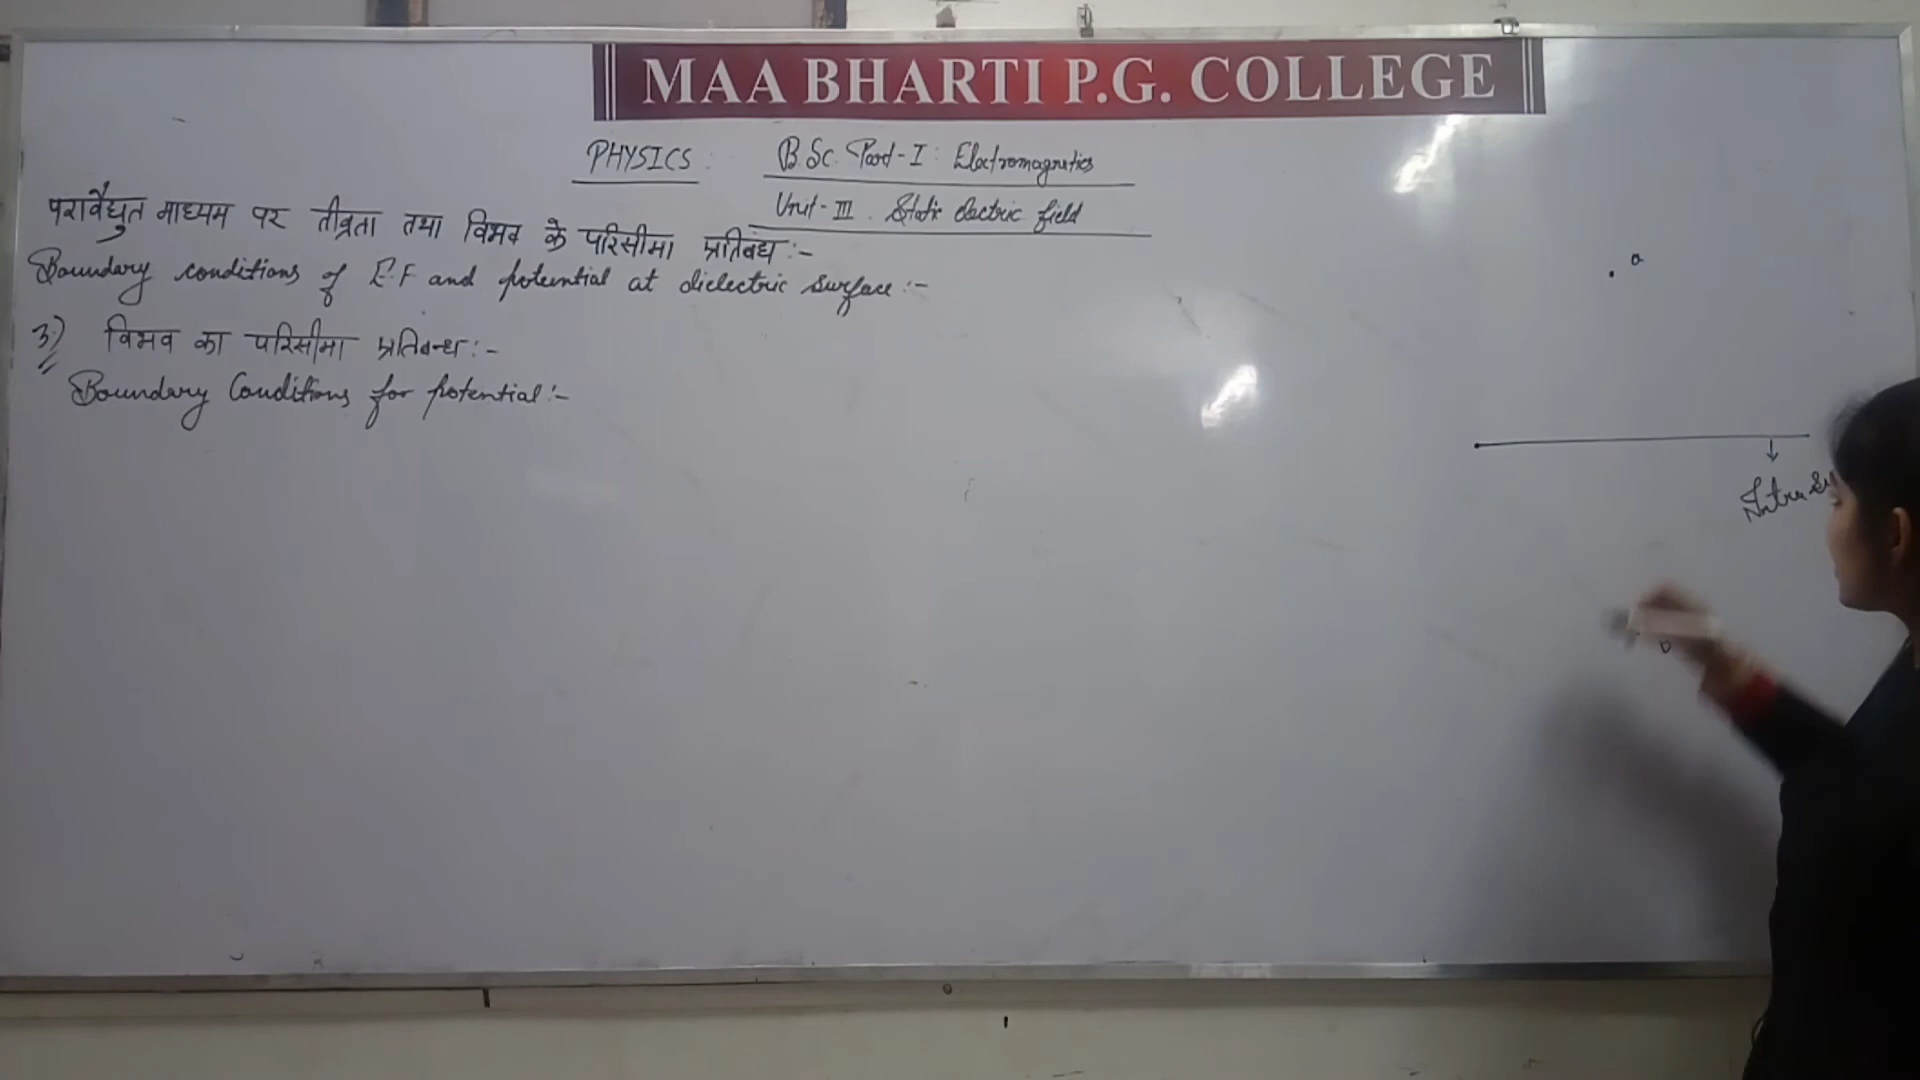 MAA BHARTI P.G. COLLEGE
PHYSICS : B.Sc. Part-I : Electromagnetics
Unit-III . Static electric field
परावैद्युत माध्यम पर तीव्रता तथा विभव के परिसीमा प्रतिबंध :-
Boundary conditions of E.F and potential at dielectric surface :-
3.) विभव का परिसीमा प्रतिबन्ध :-
Boundary Conditions for potential :-
a
b